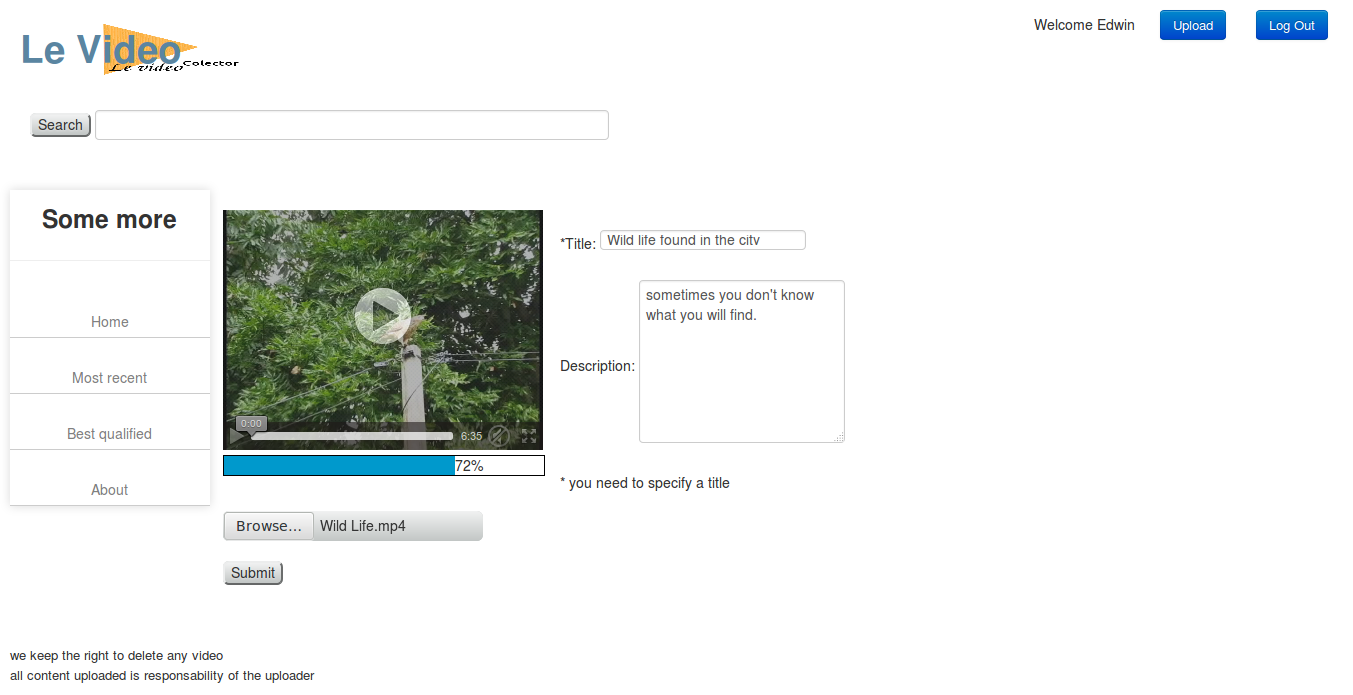 Welcome Edwin
Upload
Log Out
Le Video
Le video Colector
Search
Some more
Home
Most recent
Best qualified
About
0:00
6:35
72%
*Title: Wild life found in the city
Description: sometimes you don't know
what you will find.
* you need to specify a title
Browse... Wild Life.mp4
Submit
we keep the right to delete any video
all content uploaded is responsability of the uploader